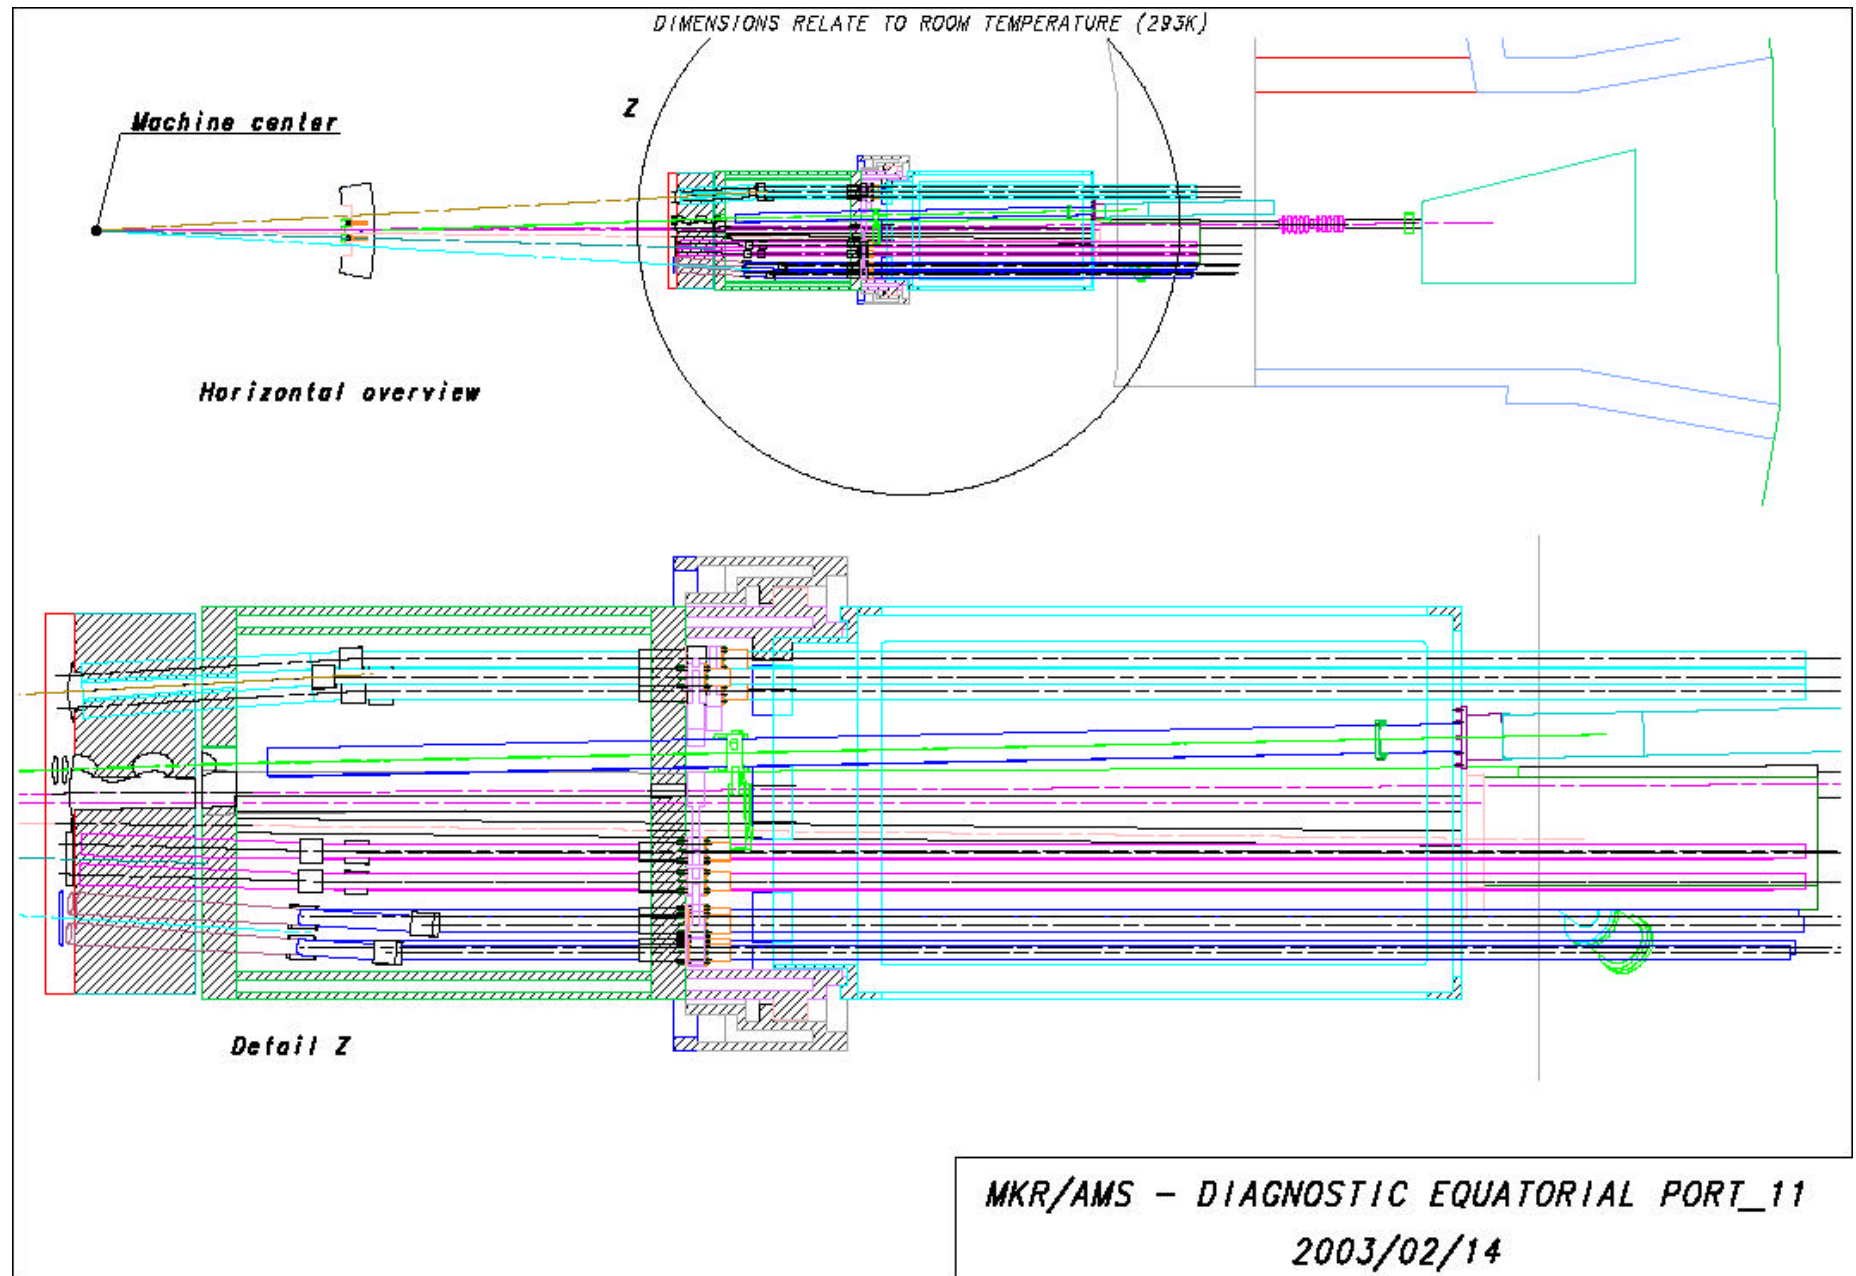 DIMENSIONS RELATE TO ROOM TEMPERATURE (293K)
Z
Machine center
Horizontal overview
Detail Z
MKR/AMS - DIAGNOSTIC EQUATORIAL PORT_11
2003/02/14